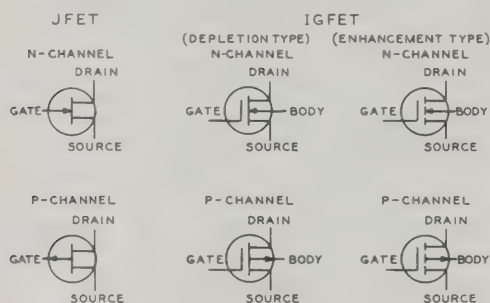 JFET
IGFET
(DEPLETION TYPE)
(ENHANCEMENT TYPE)
N-CHANNEL
N-CHANNEL
N-CHANNEL
DRAIN
DRAIN
DRAIN
GATE
GATE
BODY
GATE
BODY
SOURCE
SOURCE
SOURCE
P-CHANNEL
P-CHANNEL
P-CHANNEL
DRAIN
DRAIN
DRAIN
GATE
GATE
BODY
GATE
BODY
SOURCE
SOURCE
SOURCE